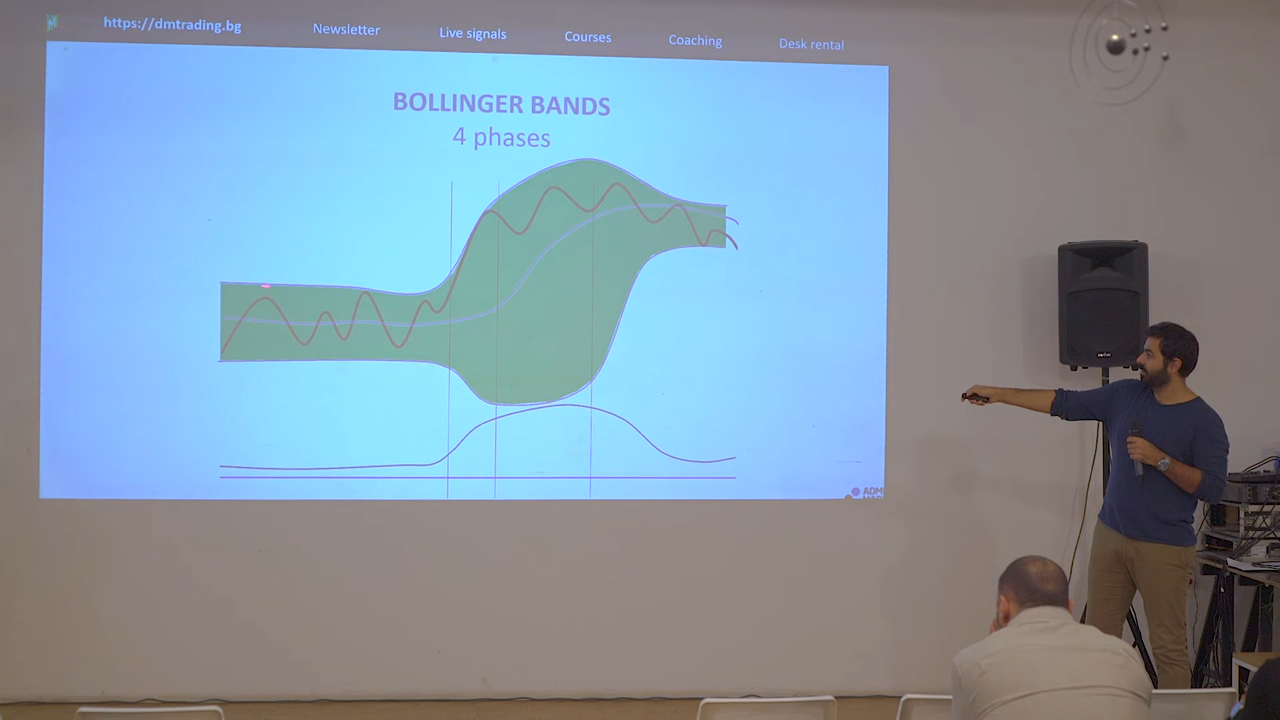 https://dmtrading.bg Newsletter Live signals Courses Coaching Desk rental
BOLLINGER BANDS
4 phases